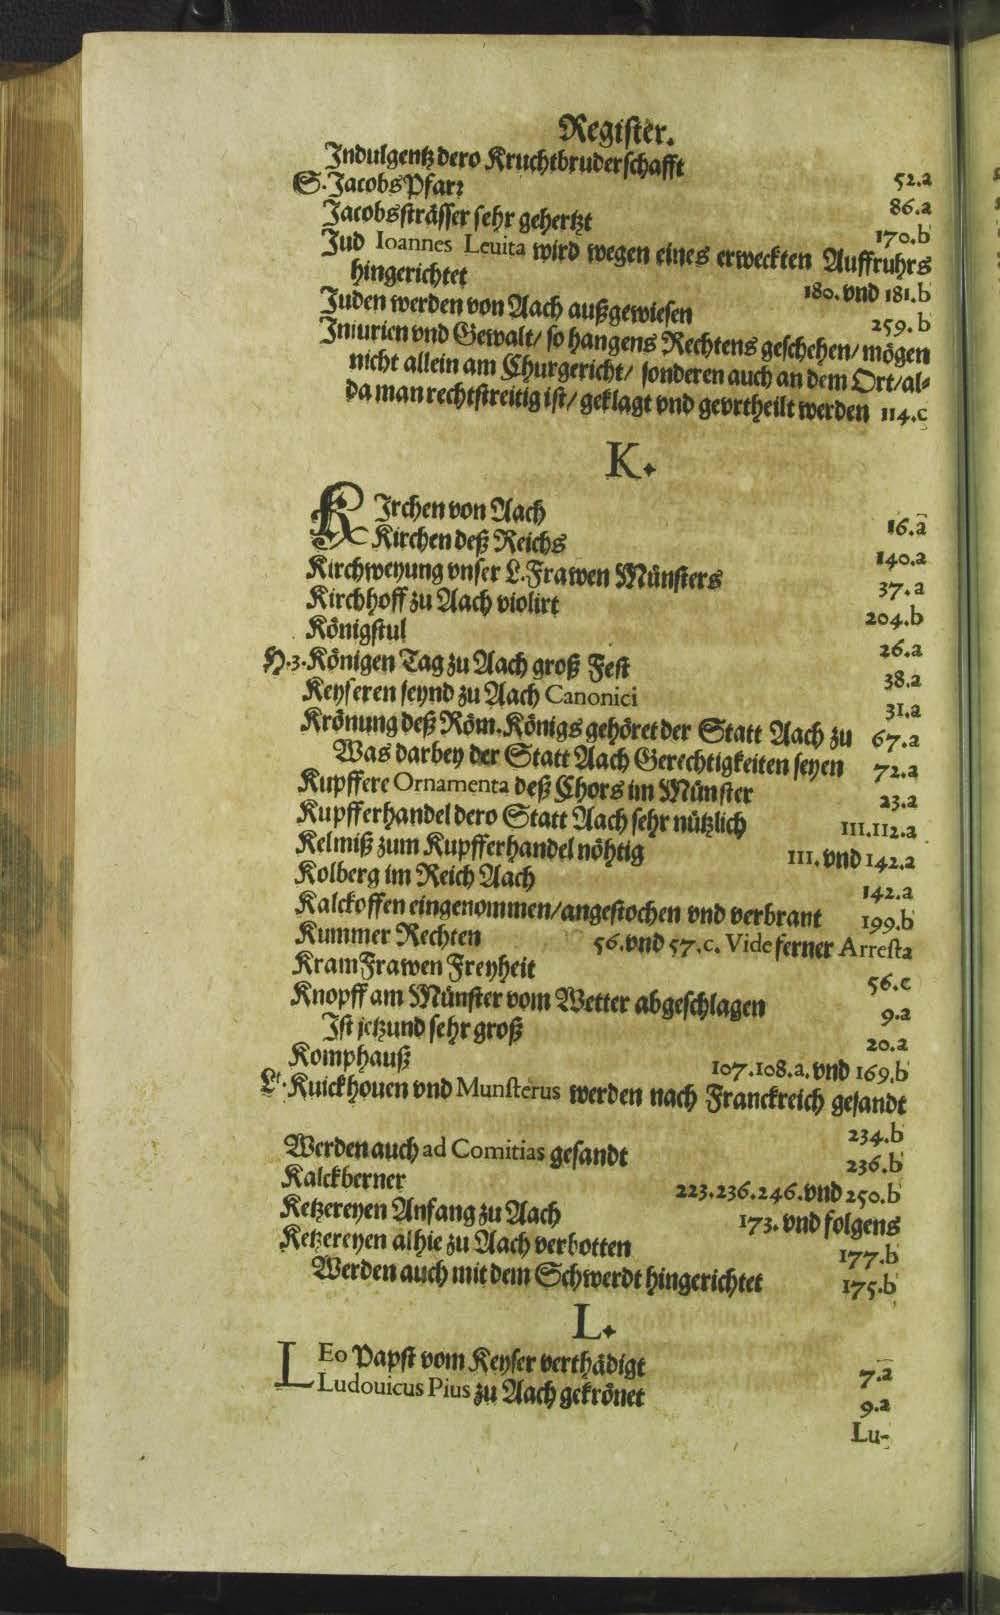 Register.
Indulgentz dero Kruchtbruderschafft 52.a
S. Jacobs Pfarr 86.a
Jacobssträsser sehr gehertzt 170.b
Jud Ioannes Leuita wird wegen eines erweckten Auffruhrs
hingerichtet 180. vnd 181.b
Juden werden von Aach außgewiesen 259.b
Iniurien vnd Gewalt/ so hangens Rechtens geschehen/ mögen
nicht allein am Churgericht/ sonderen auch an dem Ort/al-
da man rechtstreitig ist/ geklagt vnd gevrtheilt werden 114.c
K.
KIrchen von Aach 16.a
Kirchen deß Reichs 140.a
Kirchweyung vnser L. Frawen Münsters 37.a
Kirchhoff zu Aach violirt 204.b
Königstul 26.a
H. 3. Königen Tag zu Aach groß Fest 38.a
Keyseren seynd zu Aach Canonici 31.a
Krönung deß Röm. Königs gehöret der Statt Aach zu 67.a
Was darbey der Statt Aach Gerechtigkeiten seyen 72.a
Kupffere Ornamenta deß Chors im Münster 23.a
Kupfferhandel dero Statt Aach sehr nützlich 111.112.a
Kelmiß zum Kupfferhandel nöhtig 111. vnd 142.a
Kolberg im Reich Aach 142.a
Kalckoffen eingenommen/angestochen vnd verbrant 199.b
Kummer Rechten 56. vnd 57.c. Vide ferner Arresta
Kram Frawen Freyheit 56.c
Knopff am Münster vom Wetter abgeschlagen 9.a
Ist jetzund sehr groß 20.a
Komphauß 107.108.a. vnd 169.b
Lt. Kuickhouen vnd Munsterus werden nach Franckreich gesandt
234.b
Werden auch ad Comitias gesandt 236.b
Kalckberner 223.236.246. vnd 250.b
Ketzereyen Anfang zu Aach 173. vnd folgens
Ketzereyen alhie zu Aach verbotten 177.b
Werden auch mit dem Schwerdt hingerichtet 175.b
L.
LEo Papst vom Keyser verthädigt 7.a
Ludouicus Pius zu Aach gekrönet 9.a
Lu-